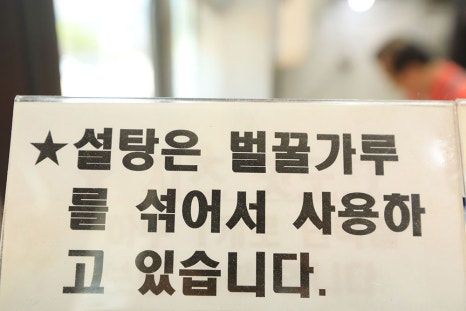 ★설탕은 벌꿀가루
를 섞어서 사용하
고 있습니다.